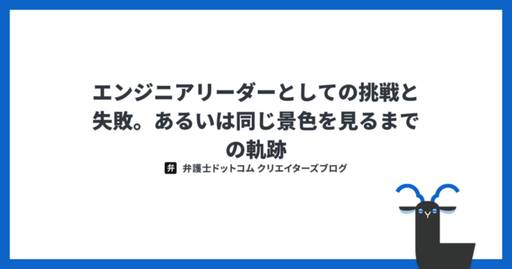 エンジニアリーダーとしての挑戦と
失敗。あるいは同じ景色を見るまで
の軌跡
弁 弁護士ドットコム クリエイターズブログ